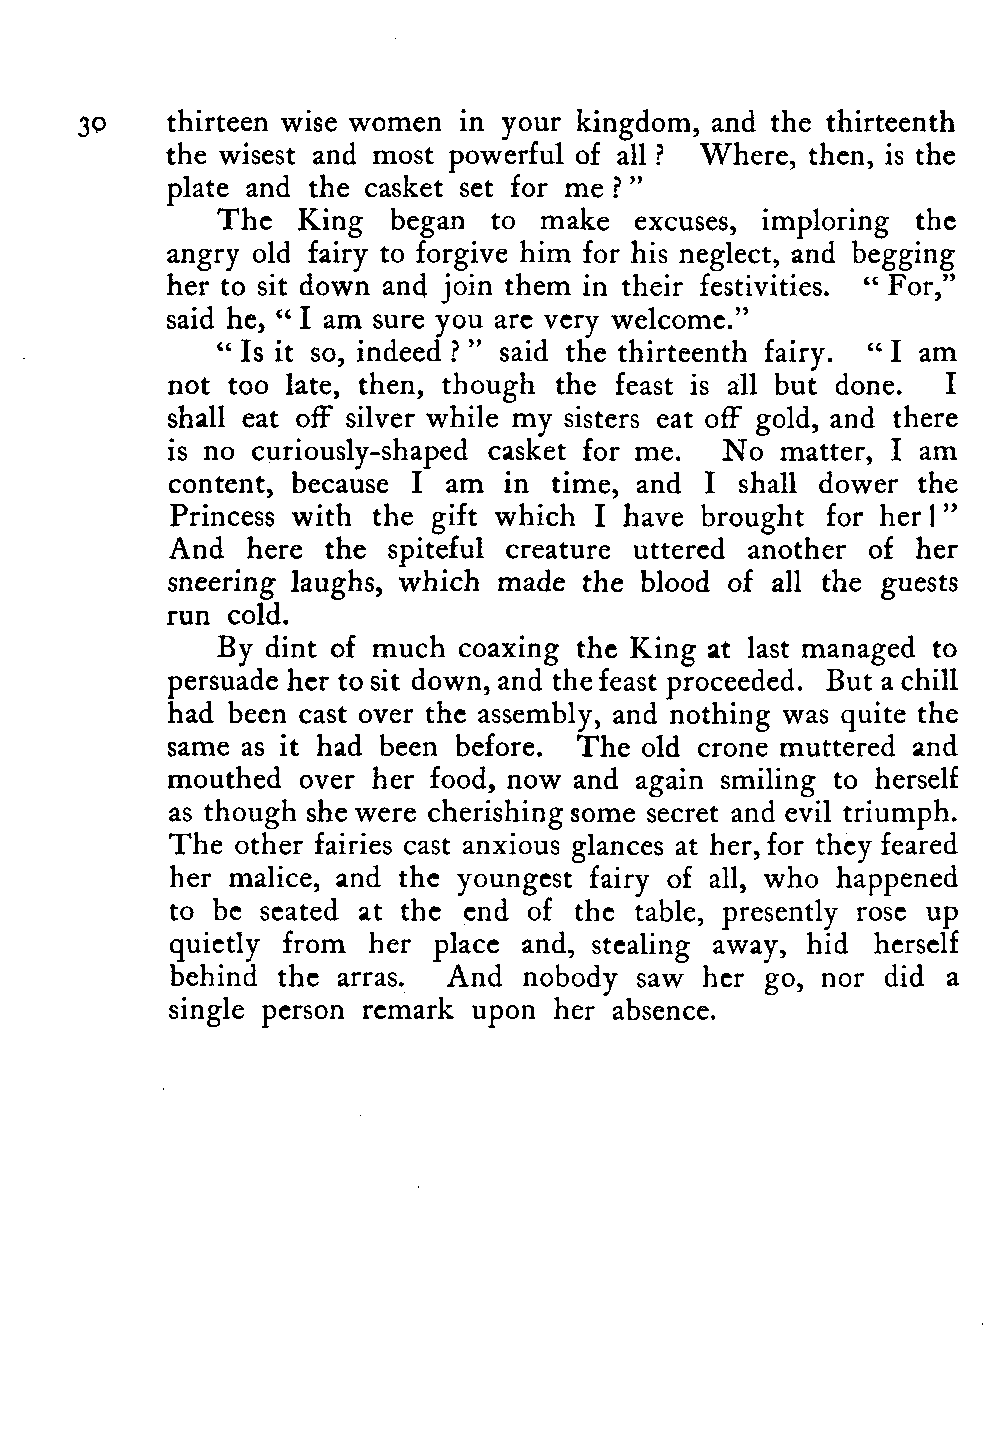 30 thirteen wise women in your kingdom, and the thirteenth
the wisest and most powerful of all? Where, then, is the
plate and the casket set for me?"
The King began to make excuses, imploring the
angry old fairy to forgive him for his neglect, and begging
her to sit down and join them in their festivities. "For,"
said he, "I am sure you are very welcome."
"Is it so, indeed?" said the thirteenth fairy. "I am
not too late, then, though the feast is all but done. I
shall eat off silver while my sisters eat off gold, and there
is no curiously-shaped casket for me. No matter, I am
content, because I am in time, and I shall dower the
Princess with the gift which I have brought for her!"
And here the spiteful creature uttered another of her
sneering laughs, which made the blood of all the guests
run cold.
By dint of much coaxing the King at last managed to
persuade her to sit down, and the feast proceeded. But a chill
had been cast over the assembly, and nothing was quite the
same as it had been before. The old crone muttered and
mouthed over her food, now and again smiling to herself
as though she were cherishing some secret and evil triumph.
The other fairies cast anxious glances at her, for they feared
her malice, and the youngest fairy of all, who happened
to be seated at the end of the table, presently rose up
quietly from her place and, stealing away, hid herself
behind the arras. And nobody saw her go, nor did a
single person remark upon her absence.